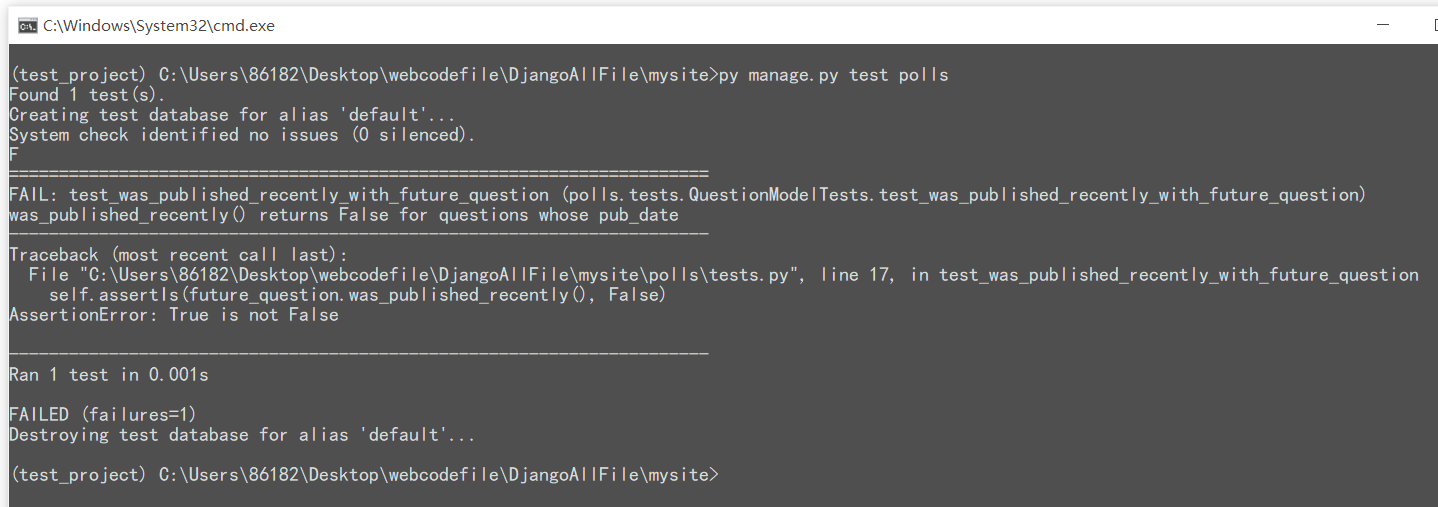 C:\Windows\System32\cmd.exe
(test_project) C:\Users\86182\Desktop\webcodefile\DjangoAllFile\mysite>py manage.py test polls
Found 1 test(s).
Creating test database for alias 'default'...
System check identified no issues (0 silenced).
F
======================================================================
FAIL: test_was_published_recently_with_future_question (polls.tests.QuestionModelTests.test_was_published_recently_with_future_question)
was_published_recently() returns False for questions whose pub_date
----------------------------------------------------------------------
Traceback (most recent call last):
  File "C:\Users\86182\Desktop\webcodefile\DjangoAllFile\mysite\polls\tests.py", line 17, in test_was_published_recently_with_future_question
    self.assertIs(future_question.was_published_recently(), False)
AssertionError: True is not False
----------------------------------------------------------------------
Ran 1 test in 0.001s
FAILED (failures=1)
Destroying test database for alias 'default'...
(test_project) C:\Users\86182\Desktop\webcodefile\DjangoAllFile\mysite>